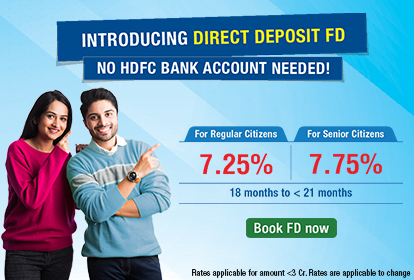 INTRODUCING DIRECT DEPOSIT FD
NO HDFC BANK ACCOUNT NEEDED!
For Regular Citizens
For Senior Citizens
7.25%
7.75%
18 months to < 21 months
Book FD now
Rates applicable for amount <3 Cr. Rates are applicable to change